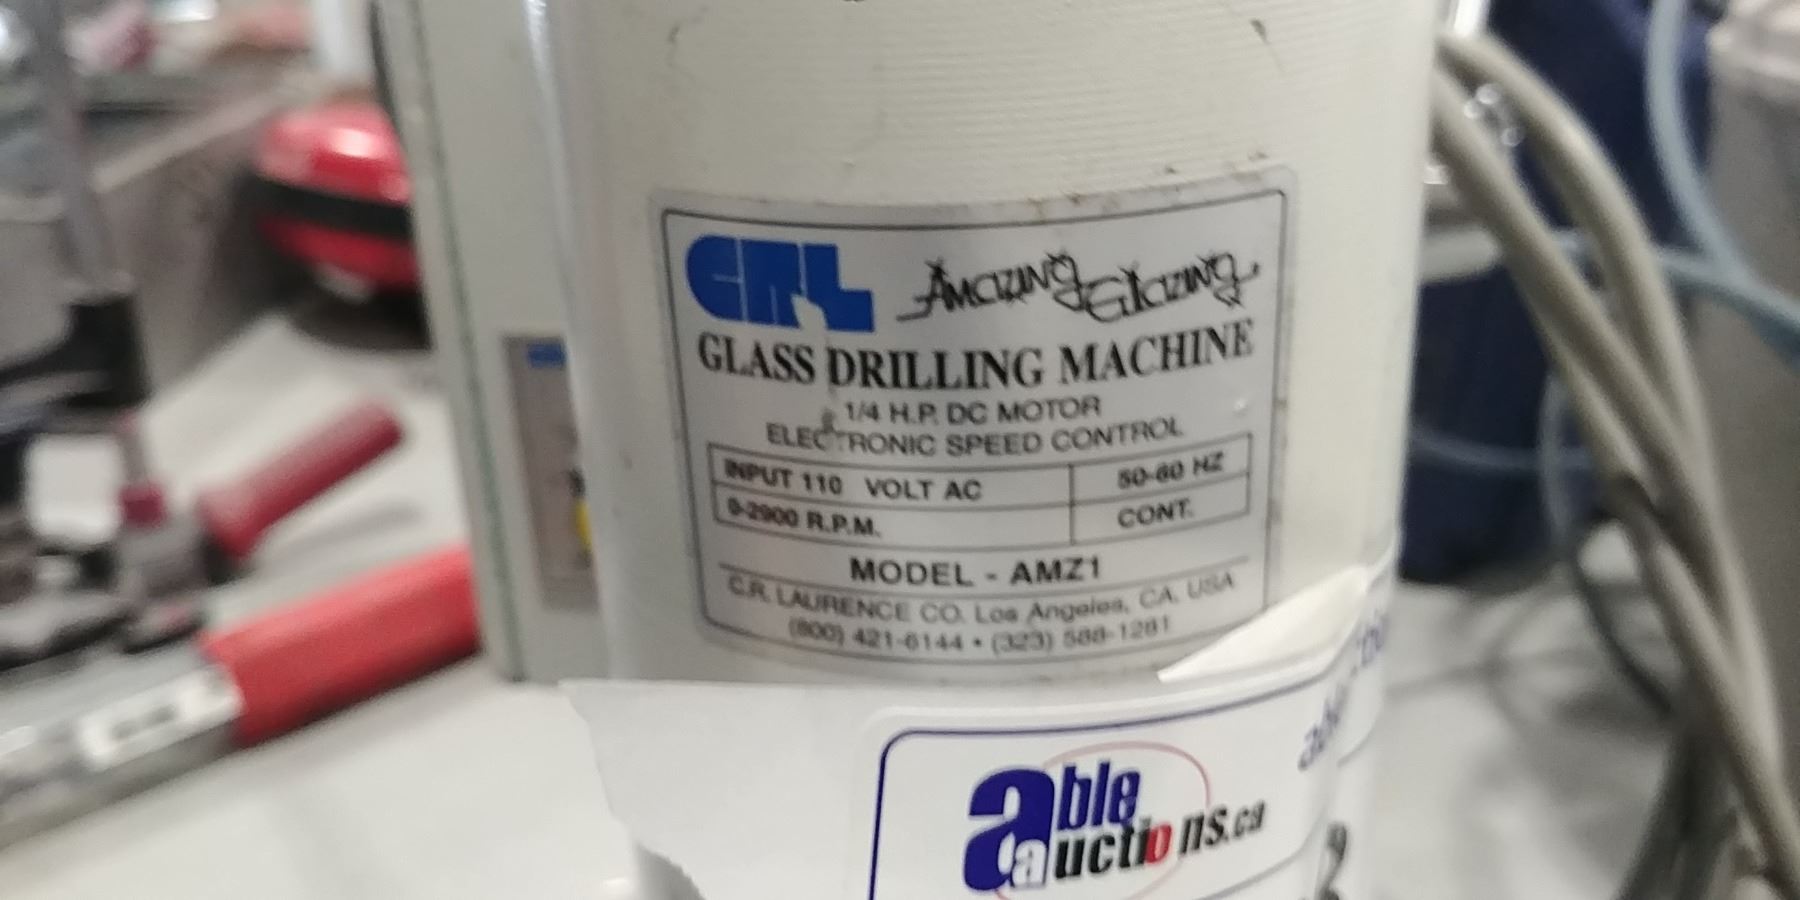 CRL Amazing Glazing
GLASS DRILLING MACHINE
1/4 H.P. DC MOTOR
ELECTRONIC SPEED CONTROL
INPUT 110 VOLT AC 50-60 HZ
0-2900 R.P.M. CONT.
MODEL - AMZ1
C.R. LAURENCE CO. Los Angeles, CA, USA
(800) 421-6144 • (323) 588-1281
able
auctions.ca